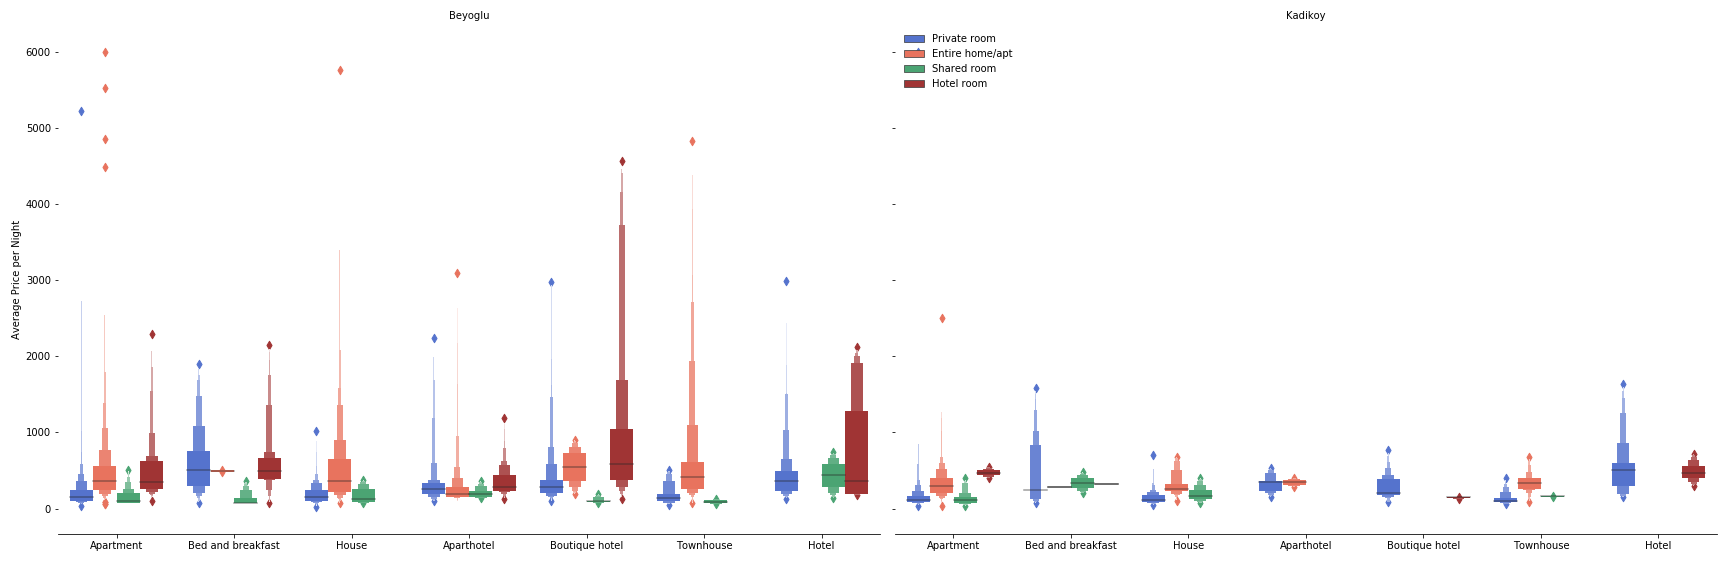 Beyoglu
Kadikoy
Average Price per Night
6000
5000
4000
3000
2000
1000
0
Private room
Entire home/apt
Shared room
Hotel room
Apartment
Bed and breakfast
House
Aparthotel
Boutique hotel
Townhouse
Hotel
Apartment
Bed and breakfast
House
Aparthotel
Boutique hotel
Townhouse
Hotel